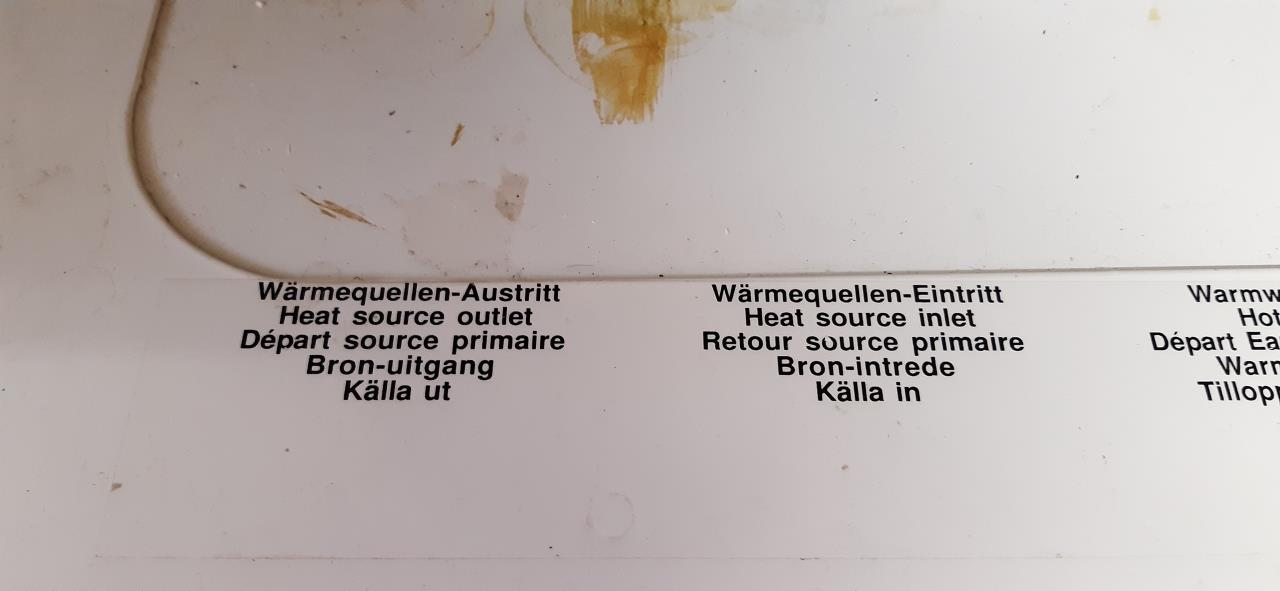 Wärmequellen-Austritt
Heat source outlet
Départ source primaire
Bron-uitgang
Källa ut
Wärmequellen-Eintritt
Heat source inlet
Retour source primaire
Bron-intrede
Källa in
Départ